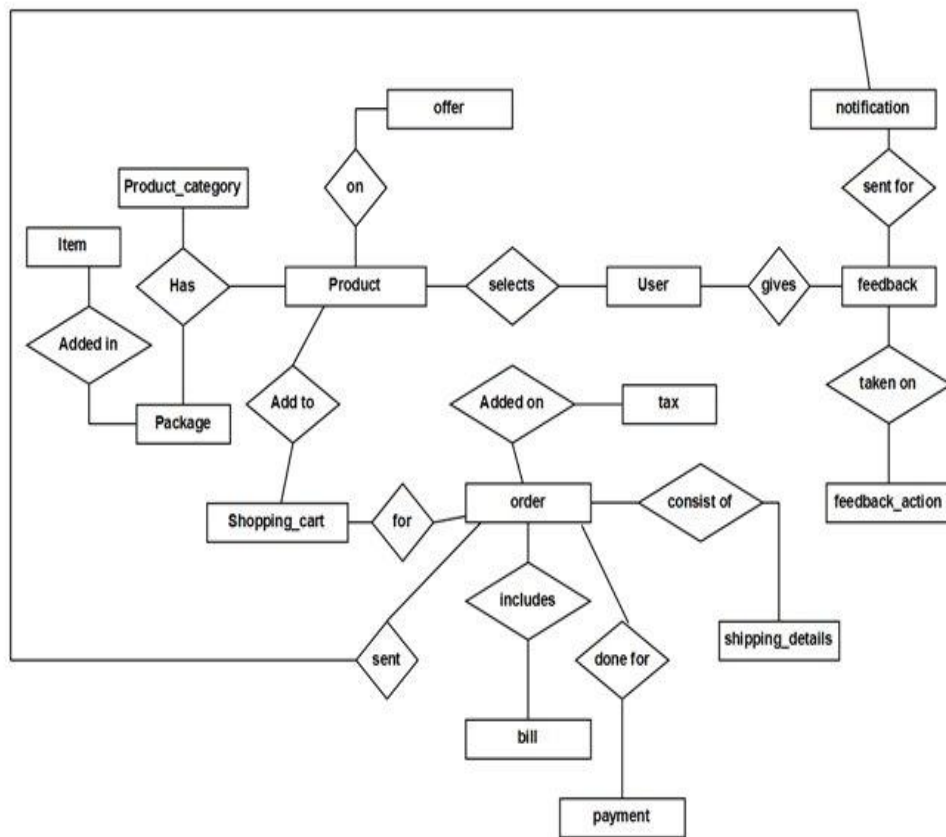 offer
notification
Product_category
on
sent for
Item
Has
Product
selects
User
gives
feedback
Added in
Add to
Added on
tax
taken on
Package
order
consist of
feedback_action
Shopping_cart
for
includes
shipping_details
sent
done for
bill
payment